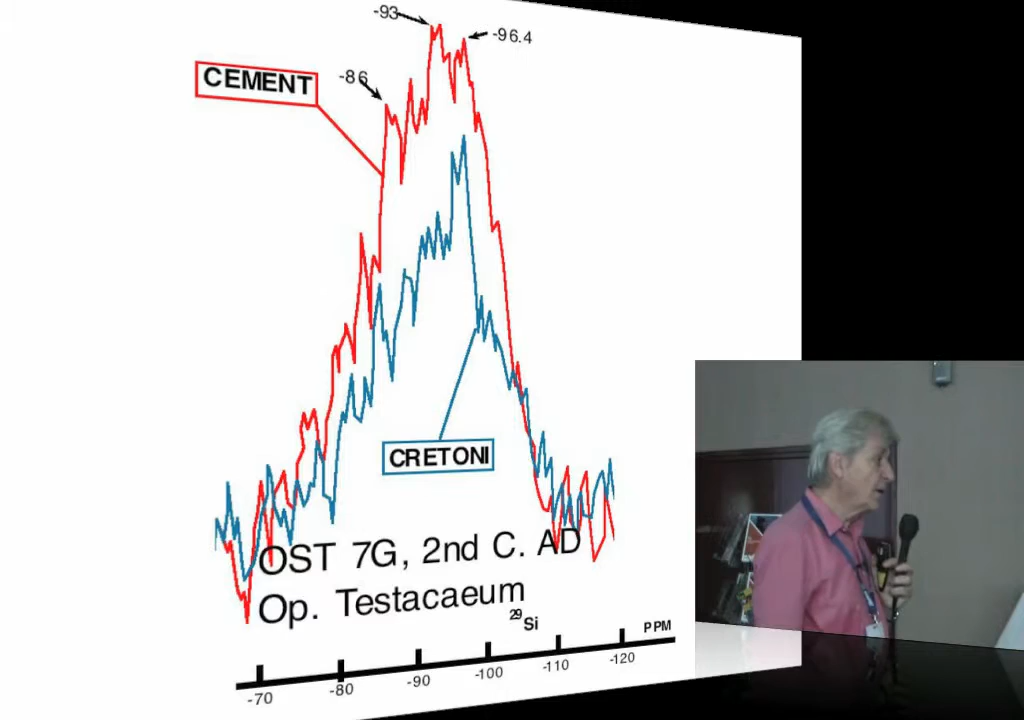 -93
-96.4
-86
CEMENT
CRETONI
OST 7G, 2nd C. AD
Op. Testacaeum
29Si
PPM
-70
-80
-90
-100
-110
-120